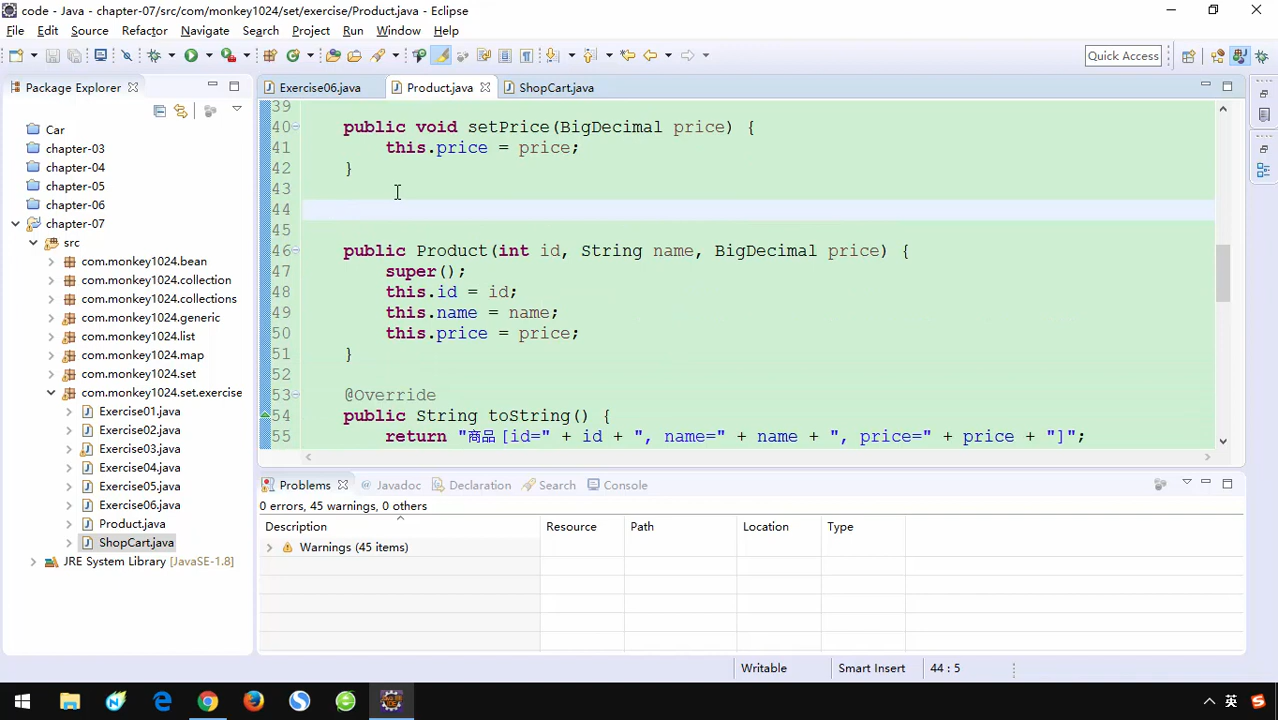 code - Java - chapter-07/src/com/monkey1024/set/exercise/Product.java - Eclipse
File Edit Source Refactor Navigate Search Project Run Window Help
Quick Access
Package Explorer
Exercise06.java Product.java ShopCart.java
Car
chapter-03
chapter-04
chapter-05
chapter-06
chapter-07
src
com.monkey1024.bean
com.monkey1024.collection
com.monkey1024.collections
com.monkey1024.generic
com.monkey1024.list
com.monkey1024.map
com.monkey1024.set
com.monkey1024.set.exercise
Exercise01.java
Exercise02.java
Exercise03.java
Exercise04.java
Exercise05.java
Exercise06.java
Product.java
ShopCart.java
JRE System Library [JavaSE-1.8]
39
40 public void setPrice(BigDecimal price) {
41 this.price = price;
42 }
43
44
45
46 public Product(int id, String name, BigDecimal price) {
47 super();
48 this.id = id;
49 this.name = name;
50 this.price = price;
51 }
52
53 @Override
54 public String toString() {
55 return "商品 [id=" + id + ", name=" + name + ", price=" + price + "]";
Problems Javadoc Declaration Search Console
0 errors, 45 warnings, 0 others
Description Resource Path Location Type
Warnings (45 items)
Writable Smart Insert 44 : 5
英